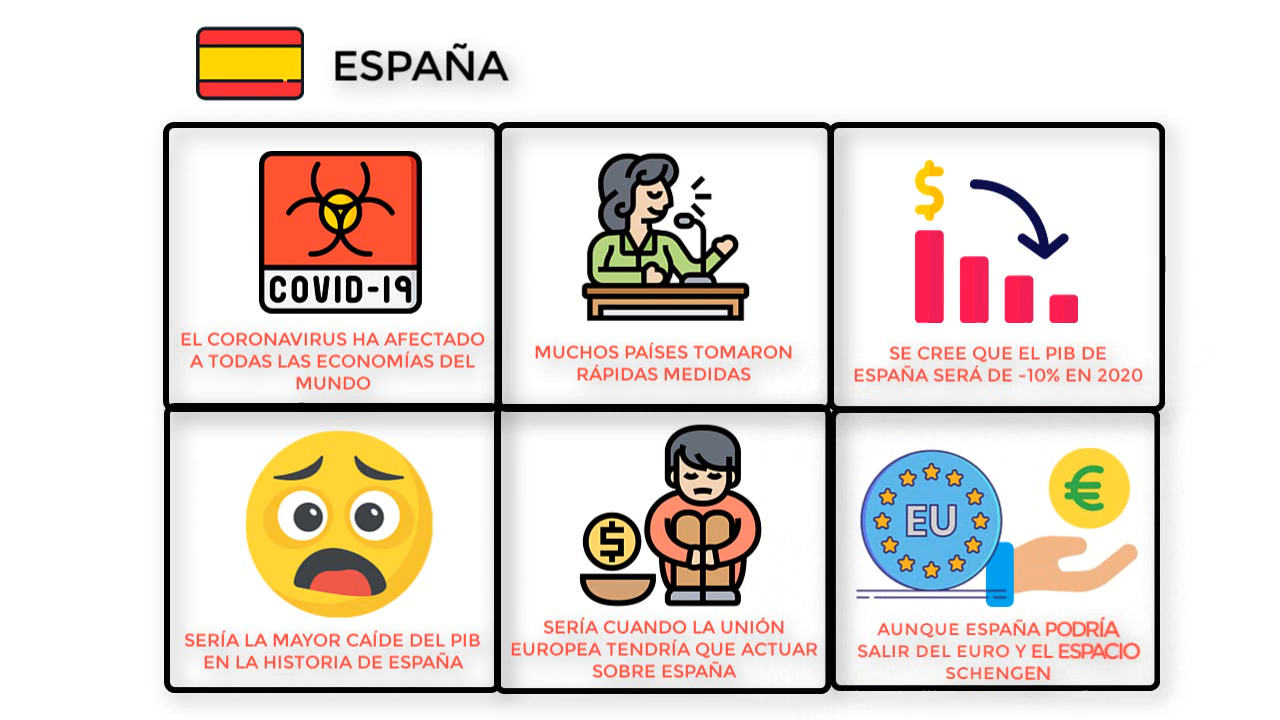 ESPAÑA
COVID-19
EL CORONAVIRUS HA AFECTADO
A TODAS LAS ECONOMÍAS DEL
MUNDO
MUCHOS PAÍSES TOMARON
RÁPIDAS MEDIDAS
$
SE CREE QUE EL PIB DE
ESPAÑA SERÁ DE -10% EN 2020
SERÍA LA MAYOR CAÍDE DEL PIB
EN LA HISTORIA DE ESPAÑA
$
SERÍA CUANDO LA UNIÓN
EUROPEA TENDRÍA QUE ACTUAR
SOBRE ESPAÑA
EU
€
AUNQUE ESPAÑA PODRÍA
SALIR DEL EURO Y EL ESPACIO
SCHENGEN